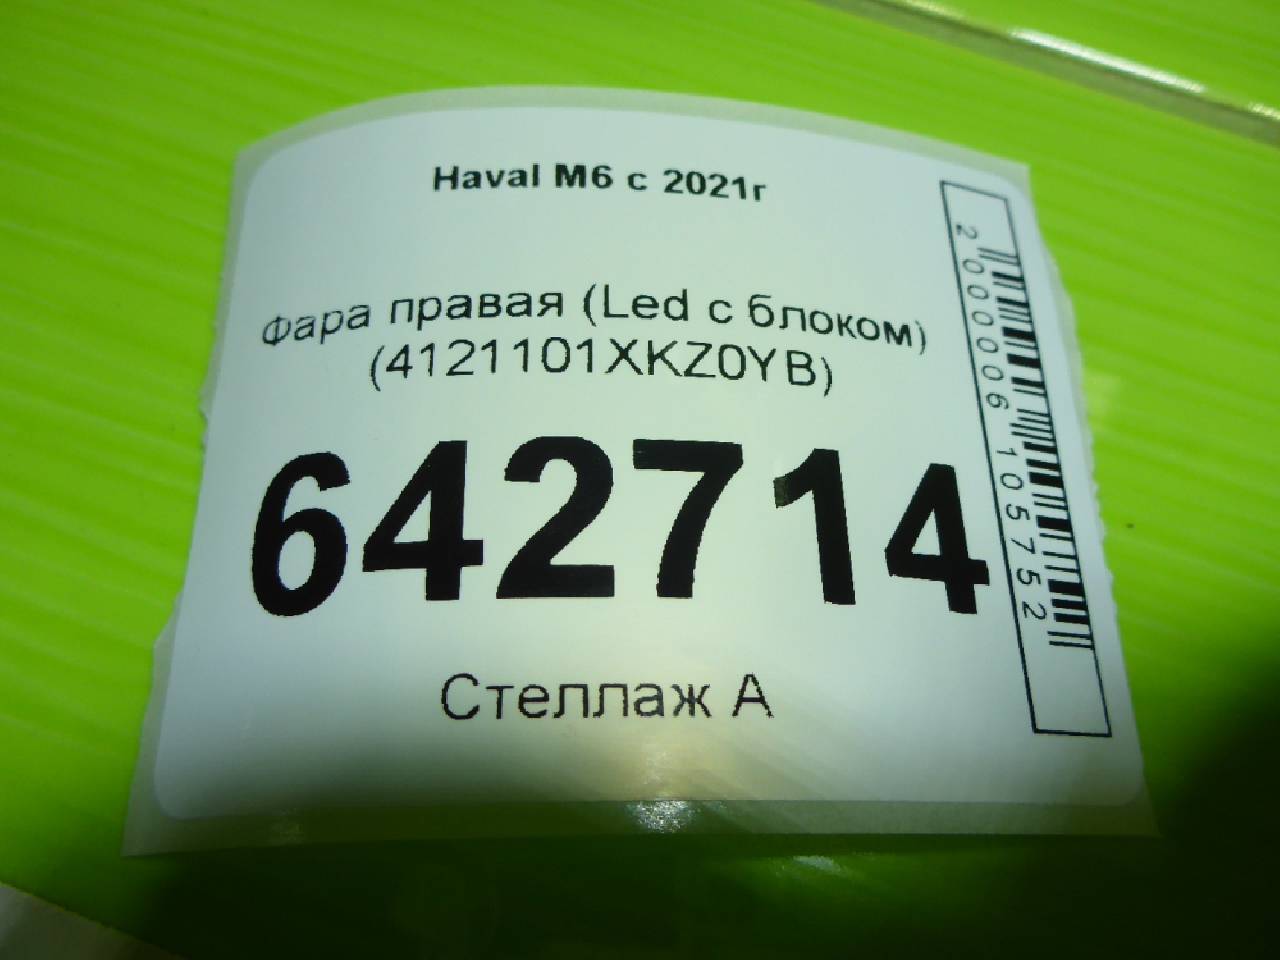 Haval M6 с 2021г
Фара правая (Led с блоком)
(4121101XKZ0YB)
642714
Стеллаж А
2000006105752